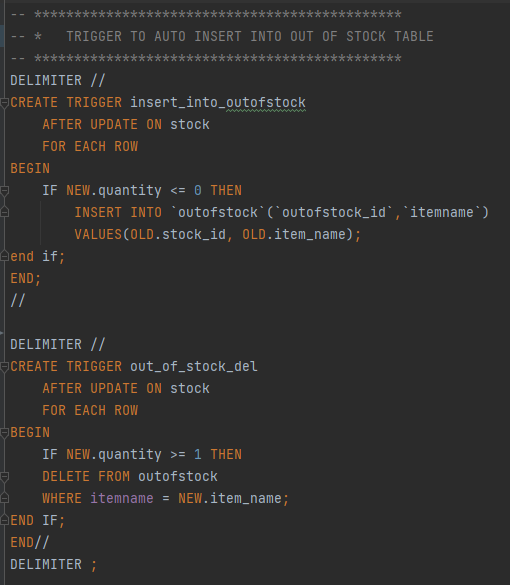 -- **********************************************
-- *   TRIGGER TO AUTO INSERT INTO OUT OF STOCK TABLE
-- **********************************************
DELIMITER //
CREATE TRIGGER insert_into_outofstock
    AFTER UPDATE ON stock
    FOR EACH ROW
BEGIN
    IF NEW.quantity <= 0 THEN
        INSERT INTO `outofstock`(`outofstock_id`,`itemname`)
        VALUES(OLD.stock_id, OLD.item_name);
end if;
END;
//

DELIMITER //
CREATE TRIGGER out_of_stock_del
    AFTER UPDATE ON stock
    FOR EACH ROW
BEGIN
    IF NEW.quantity >= 1 THEN
    DELETE FROM outofstock
    WHERE itemname = NEW.item_name;
END IF;
END//
DELIMITER ;